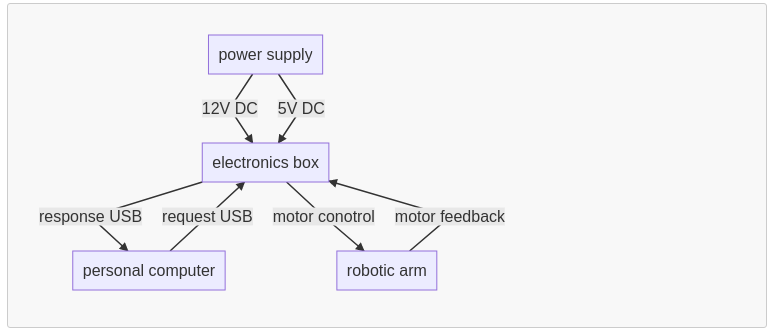 power supply
12V DC
5V DC
electronics box
response USB
request USB
motor conotrol
motor feedback
personal computer
robotic arm